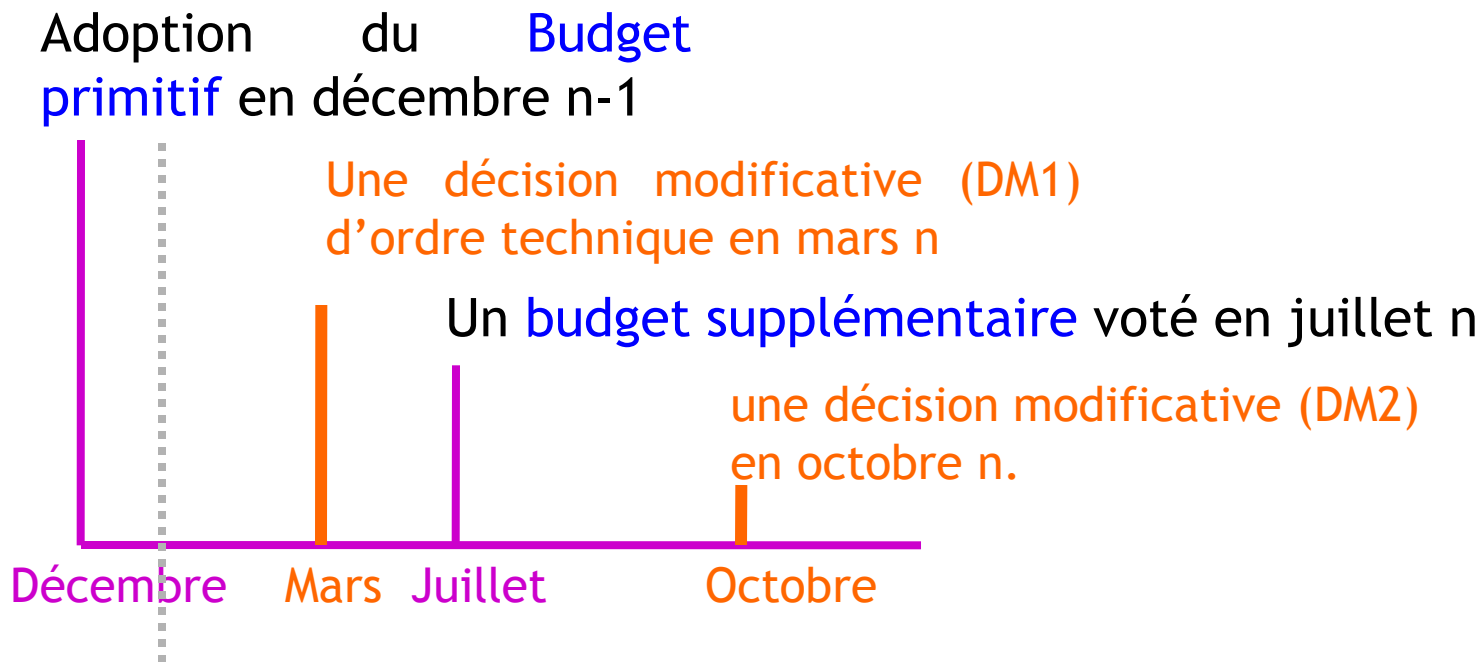 Adoption du Budget
primitif en décembre n-1
Une décision modificative (DM1)
d’ordre technique en mars n
Un budget supplémentaire voté en juillet n
une décision modificative (DM2)
en octobre n.
Décembre Mars Juillet Octobre